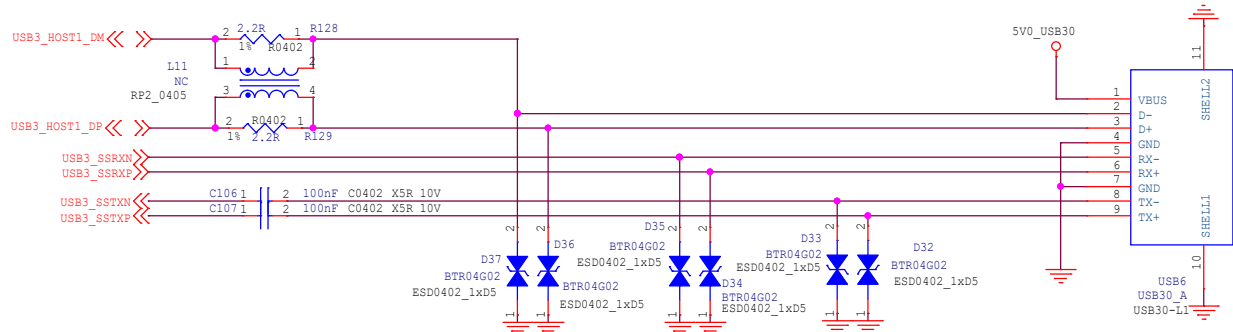 2 2.2R 1 R128
USB3_HOST1_DM
1% R0402
5V0_USB30
11
L11 1 2
NC
RP2_0405 3 4
SHELL2
1 VBUS
2 D-
USB3_HOST1_DP 2 R0402 1
3 D+
1% 2.2R R129
4 GND
USB3_SSRXN
5 RX-
USB3_SSRXP
6 RX+
7 GND
USB3_SSTXN C106 1 2 100nF C0402 X5R 10V
8 TX-
USB3_SSTXP C107 1 2 100nF C0402 X5R 10V
9 TX+
SHELL1
2 2 D36 D35 2 2 D33 2 2 D32
D37
BTR04G02
BTR04G02
BTR04G02
BTR04G02
ESD0402_1xD5
ESD0402_1xD5
ESD0402_1xD5
BTR04G02
D34
BTR04G02
ESD0402_1xD5
ESD0402_1xD5
ESD0402_1xD5
1 1 1 1 1 1
10
USB6
USB30_A
USB30-L1